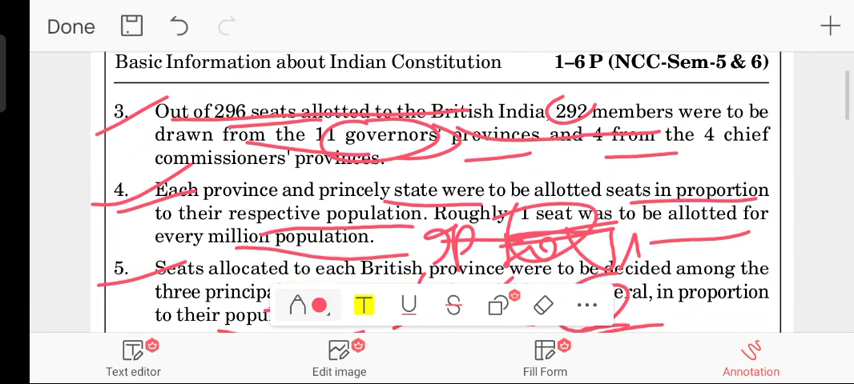 Done
Basic Information about Indian Constitution 1–6 P (NCC-Sem-5 & 6)
3. Out of 296 seats allotted to the British India, 292 members were to be
drawn from the 11 governors' provinces and 4 from the 4 chief
commissioners' provinces.
4. Each province and princely state were to be allotted seats in proportion
to their respective population. Roughly, 1 seat was to be allotted for
every million population.
5. Seats allocated to each British province were to be decided among the
three principa
eral, in proportion
to their popu
T U S
Text editor Edit image Fill Form Annotation